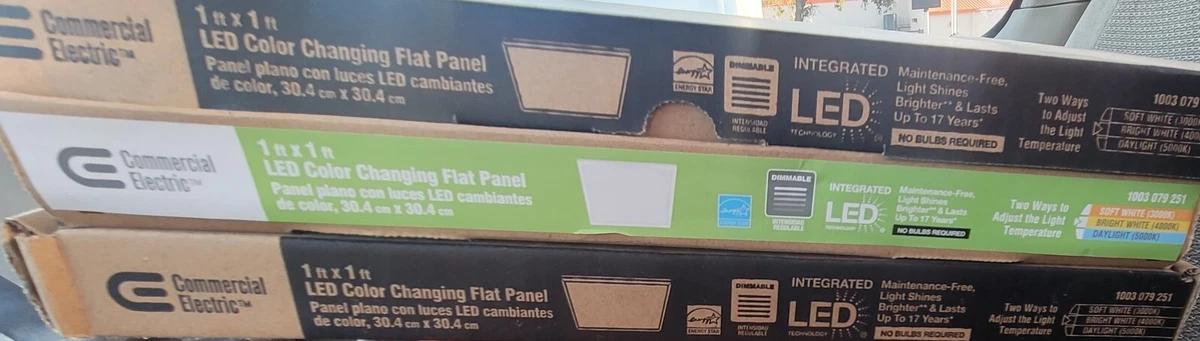 Commercial
Electric™
1 ft x 1 ft
LED Color Changing Flat Panel
Panel plano con luces LED cambiantes
de color, 30.4 cm x 30.4 cm
ENERGY STAR
DIMMABLE
INTENSIDAD
REGULABLE
INTEGRATED
LED
TECHNOLOGY
Maintenance-Free,
Light Shines
Brighter** & Lasts
Up To 17 Years*
NO BULBS REQUIRED
Two Ways
to Adjust
the Light
Temperature
1003 079
SOFT WHITE (3000
BRIGHT WHITE (4000
DAYLIGHT (5000K)
Commercial
Electric™
1 ft x 1 ft
LED Color Changing Flat Panel
Panel plano con luces LED cambiantes
de color, 30.4 cm x 30.4 cm
DIMMABLE
INTENSIDAD
REGULABLE
INTEGRATED
LED
TECHNOLOGY
Maintenance-Free,
Light Shines
Brighter** & Lasts
Up To 17 Years*
NO BULBS REQUIRED
Two Ways to
Adjust the Light
Temperature
1003 079 251
SOFT WHITE (3000K)
BRIGHT WHITE (4000K)
DAYLIGHT (5000K)
Commercial
Electric™
1 ft x 1 ft
LED Color Changing Flat Panel
Panel plano con luces LED cambiantes
de color, 30.4 cm x 30.4 cm
ENERGY STAR
DIMMABLE
INTENSIDAD
REGULABLE
INTEGRATED
LED
TECHNOLOGY
Maintenance-Free,
Light Shines
Brighter** & Lasts
Up To 17 Years*
NO BULBS REQUIRED
Two Ways to
Adjust the Light
Temperature
1003 079 251
SOFT WHITE (3000K)
BRIGHT WHITE (4000K)
DAYLIGHT (5000K)